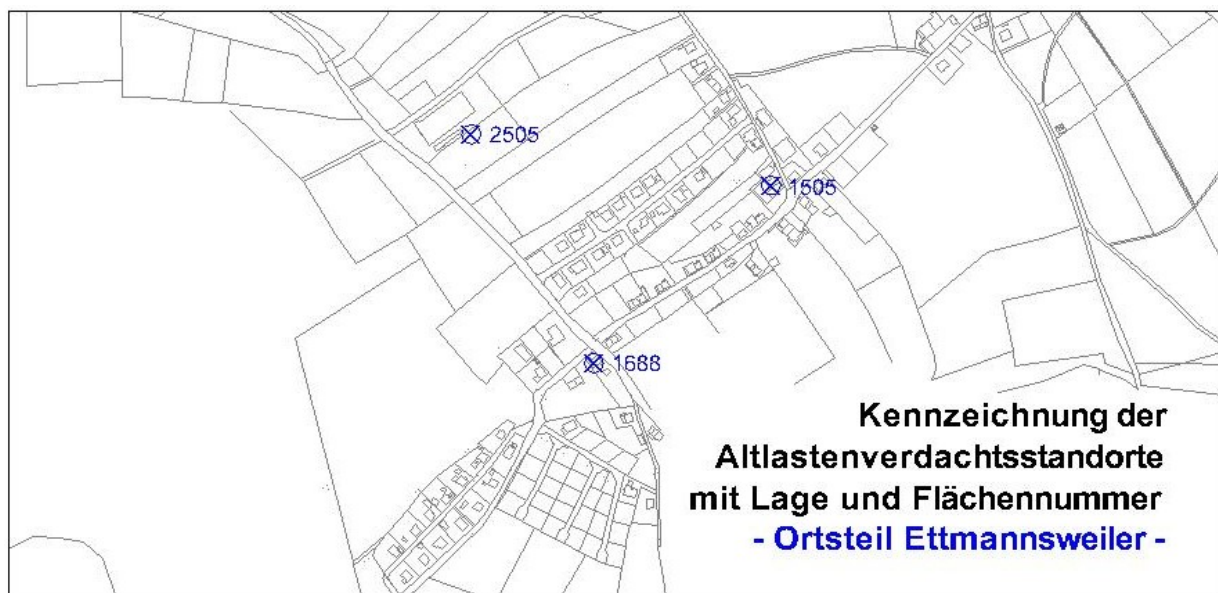 2505
1505
1688
Kennzeichnung der
Altlastenverdachtsstandorte
mit Lage und Flächennummer
- Ortsteil Ettmannsweiler -